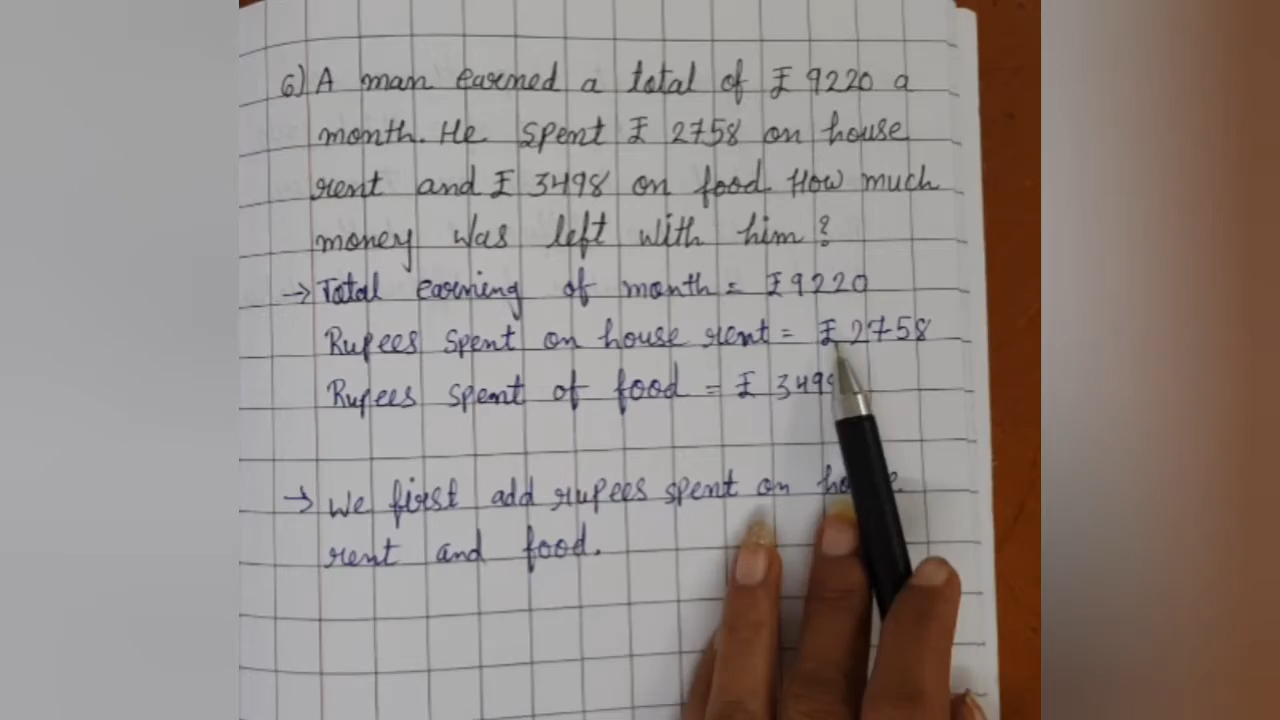 6) A man earned a total of ₹ 9220 a
month. He spent ₹ 2758 on house
rent and ₹ 3498 on food. How much
money was left with him?
→ Total earning of month = ₹9220
Rupees spent on house rent = ₹ 2758
Rupees spent of food = ₹ 3498
→ We first add rupees spent on house
rent and food.